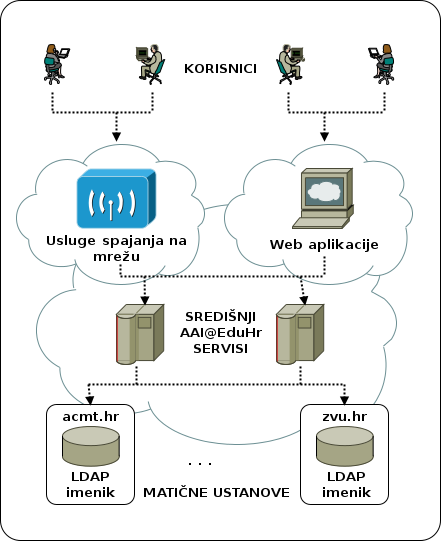 KORISNICI
Usluge spajanja na
mrežu
Web aplikacije
SREDIŠNJI
AAI@EduHr
SERVISI
acmt.hr
LDAP
imenik
zvu.hr
LDAP
imenik
. . .
MATIČNE USTANOVE